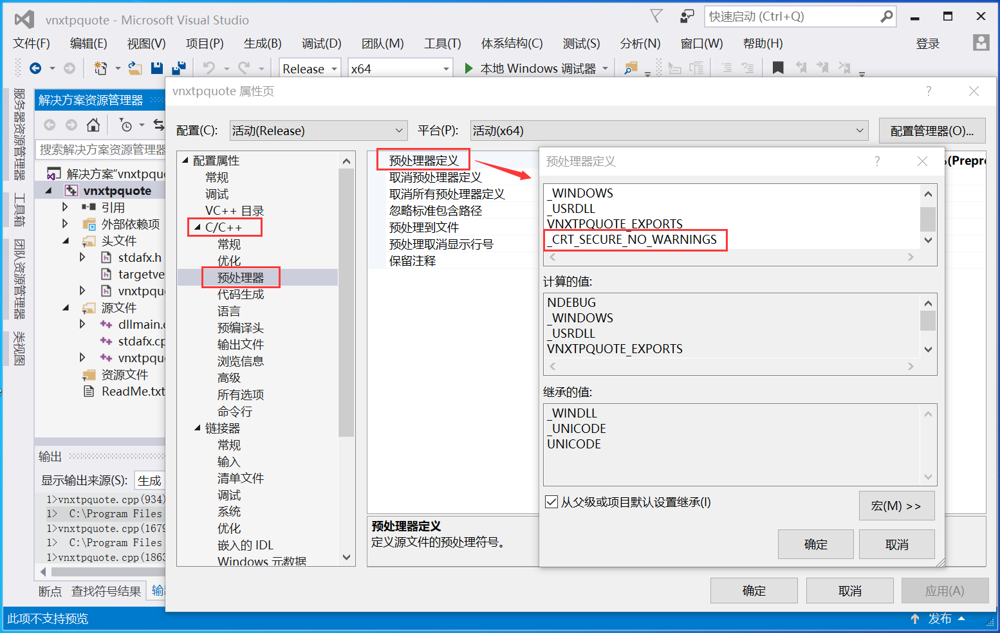 vnxtpquote - Microsoft Visual Studio
快速启动 (Ctrl+Q)
文件(F) 编辑(E) 视图(V) 项目(P) 生成(B) 调试(D) 团队(M) 工具(T) 体系结构(C) 测试(S) 分析(N) 窗口(W) 帮助(H) 登录
Release x64 本地 Windows 调试器
服务器资源管理器
工具箱
团队资源管理器
类视图
解决方案资源管理器
搜索解决方案资源管理器
解决方案"vnxtpquo
vnxtpquote
引用
外部依赖项
头文件
stdafx.h
targetve
vnxtpqu
源文件
dllmain.c
stdafx.cp
vnxtpqu
资源文件
ReadMe.txt
输出
显示输出来源(S): 生成
1>vnxtpquote.cpp(934)
1> C:\Program Files
1>vnxtpquote.cpp(1679
1> C:\Program Files
1>vnxtpquote.cpp(1863
断点 查找符号结果 输出
此项不支持预览
发布
vnxtpquote 属性页
配置(C): 活动(Release) 平台(P): 活动(x64) 配置管理器(O)...
配置属性
常规
调试
VC++ 目录
C/C++
常规
优化
预处理器
代码生成
语言
预编译头
输出文件
浏览信息
高级
所有选项
命令行
链接器
常规
输入
清单文件
调试
系统
优化
嵌入的 IDL
Windows 元数据
预处理器定义
取消预处理器定义
取消所有预处理器定义
忽略标准包含路径
预处理到文件
预处理取消显示行号
保留注释
%(Prepro
预处理器定义
定义源文件的预处理符号。
预处理器定义
_WINDOWS
_USRDLL
VNXTPQUOTE_EXPORTS
_CRT_SECURE_NO_WARNINGS
计算的值:
NDEBUG
_WINDOWS
_USRDLL
VNXTPQUOTE_EXPORTS
继承的值:
_WINDLL
_UNICODE
UNICODE
从父级或项目默认设置继承(I)
宏(M) >>
确定 取消
确定 取消 应用(A)